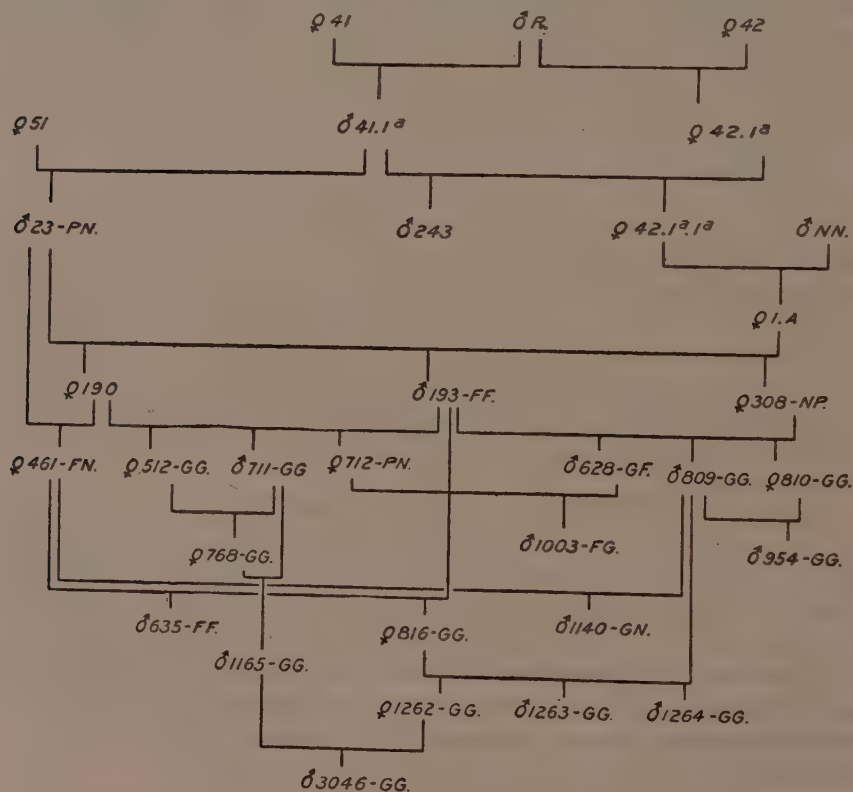 ♀41 ♂R. ♀42
♀51 ♂41.1ª ♀42.1ª
♂23-PN. ♂243 ♀42.1ª.1ª ♂NN.
♀1.A
♀190 ♂193-FF. ♀308-NP.
♀461-FN. ♀512-GG. ♂711-GG ♀712-PN. ♂628-GF. ♂809-GG. ♀810-GG.
♀768-GG. ♂1003-FG. ♂954-GG.
♂635-FF. ♀816-GG. ♂1140-GN.
♂1165-GG.
♀1262-GG. ♂1263-GG. ♂1264-GG.
♂3046-GG.